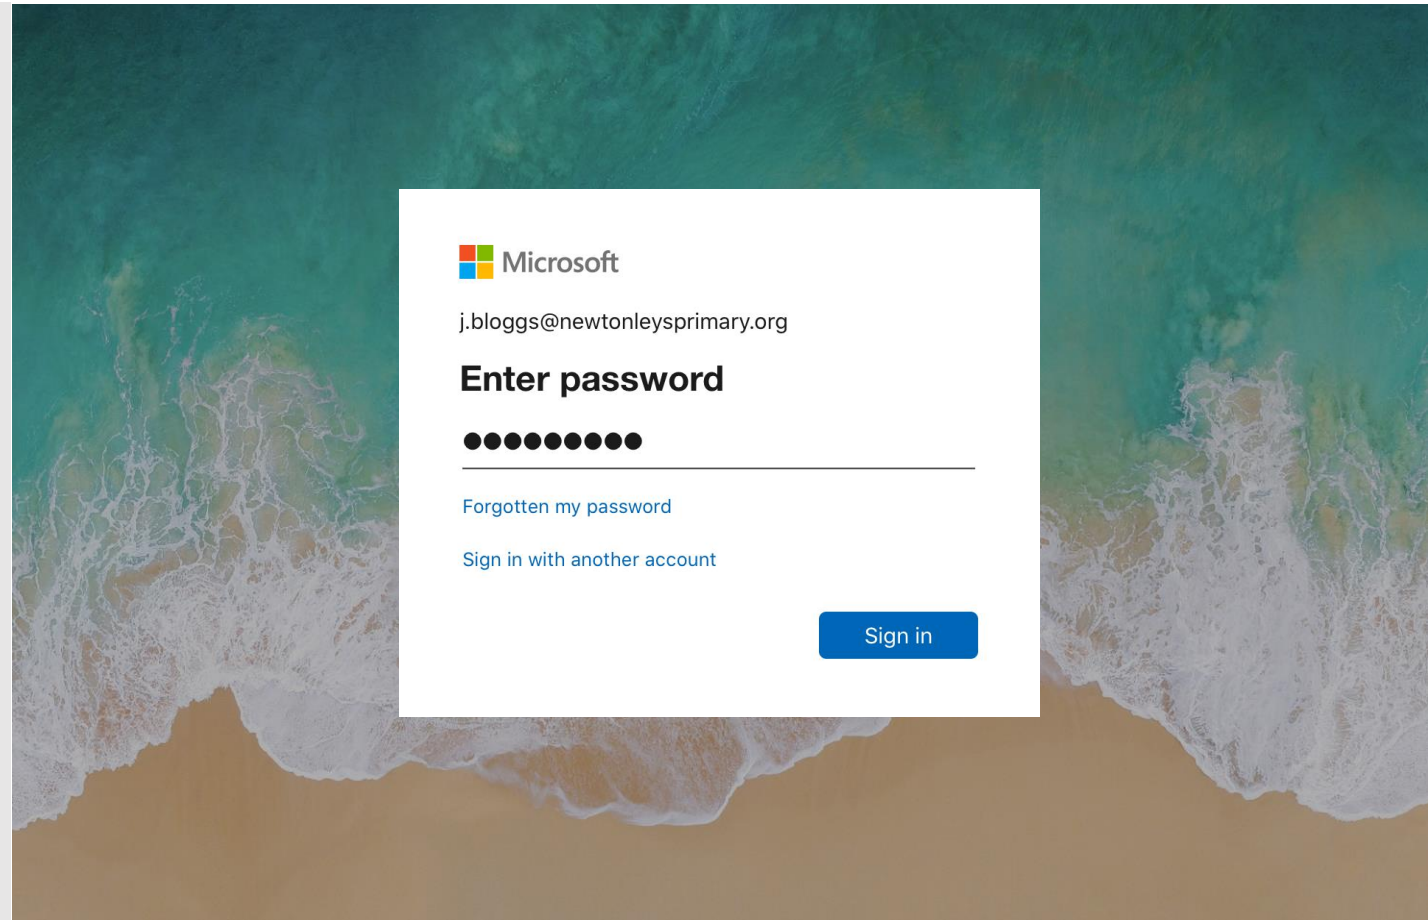 Microsoft
j.bloggs@newtonleysprimary.org
Enter password
●●●●●●●●●
Forgotten my password
Sign in with another account
Sign in